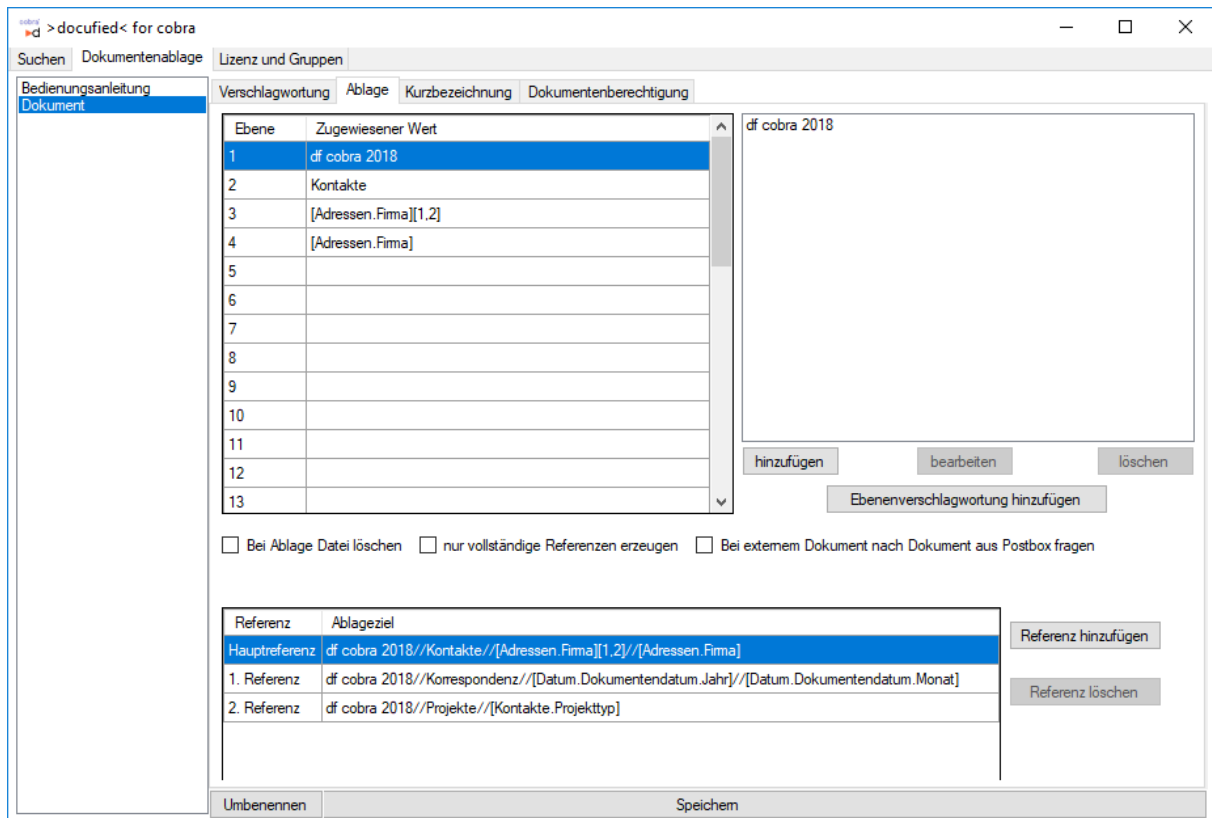 cobra
d >docufied< for cobra
Suchen Dokumentenablage Lizenz und Gruppen
Bedienungsanleitung
Dokument
Verschlagwortung Ablage Kurzbezeichnung Dokumentenberechtigung
Ebene Zugewiesener Wert
1 df cobra 2018
2 Kontakte
3 [Adressen.Firma][1,2]
4 [Adressen.Firma]
5
6
7
8
9
10
11
12
13
df cobra 2018
hinzufügen bearbeiten löschen
Ebenenverschlagwortung hinzufügen
Bei Ablage Datei löschen nur vollständige Referenzen erzeugen Bei externem Dokument nach Dokument aus Postbox fragen
Referenz Ablageziel
Hauptreferenz df cobra 2018//Kontakte//[Adressen.Firma][1,2]//[Adressen.Firma]
1. Referenz df cobra 2018//Korrespondenz//[Datum.Dokumentendatum.Jahr]//[Datum.Dokumentendatum.Monat]
2. Referenz df cobra 2018//Projekte//[Kontakte.Projekttyp]
Referenz hinzufügen
Referenz löschen
Umbenennen Speichern